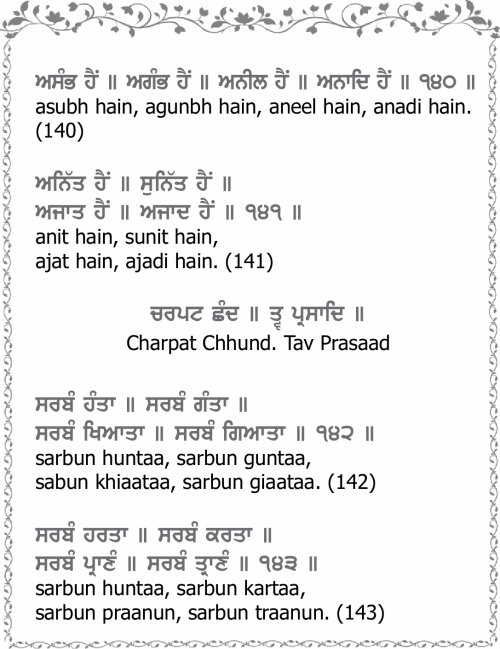 ਅਸੰਭ ਹੈਂ ॥ ਅਗੰਭ ਹੈਂ ॥ ਅਨੀਲ ਹੈਂ ॥ ਅਨਾਦਿ ਹੈਂ ॥ ੧੪੦ ॥
asubh hain, agunbh hain, aneel hain, anadi hain.
(140)
ਅਨਿੱਤ ਹੈਂ ॥ ਸੁਨਿੱਤ ਹੈਂ ॥
ਅਜਾਤ ਹੈਂ ॥ ਅਜਾਦ ਹੈਂ ॥ ੧੪੧ ॥
anit hain, sunit hain,
ajat hain, ajadi hain. (141)
ਚਰਪਟ ਛੰਦ ॥ ਤ੍ਵ ਪ੍ਰਸਾਦਿ ॥
Charpat Chhund. Tav Prasaad
ਸਰਬੰ ਹੰਤਾ ॥ ਸਰਬੰ ਗੰਤਾ ॥
ਸਰਬੰ ਖਿਆਤਾ ॥ ਸਰਬੰ ਗਿਆਤਾ ॥ ੧੪੨ ॥
sarbun huntaa, sarbun guntaa,
sabun khiaataa, sarbun giaataa. (142)
ਸਰਬੰ ਹਰਤਾ ॥ ਸਰਬੰ ਕਰਤਾ ॥
ਸਰਬੰ ਪ੍ਰਾਣੰ ॥ ਸਰਬੰ ਤ੍ਰਾਣੰ ॥ ੧੪੩ ॥
sarbun huntaa, sarbun kartaa,
sarbun praanun, sarbun traanun. (143)